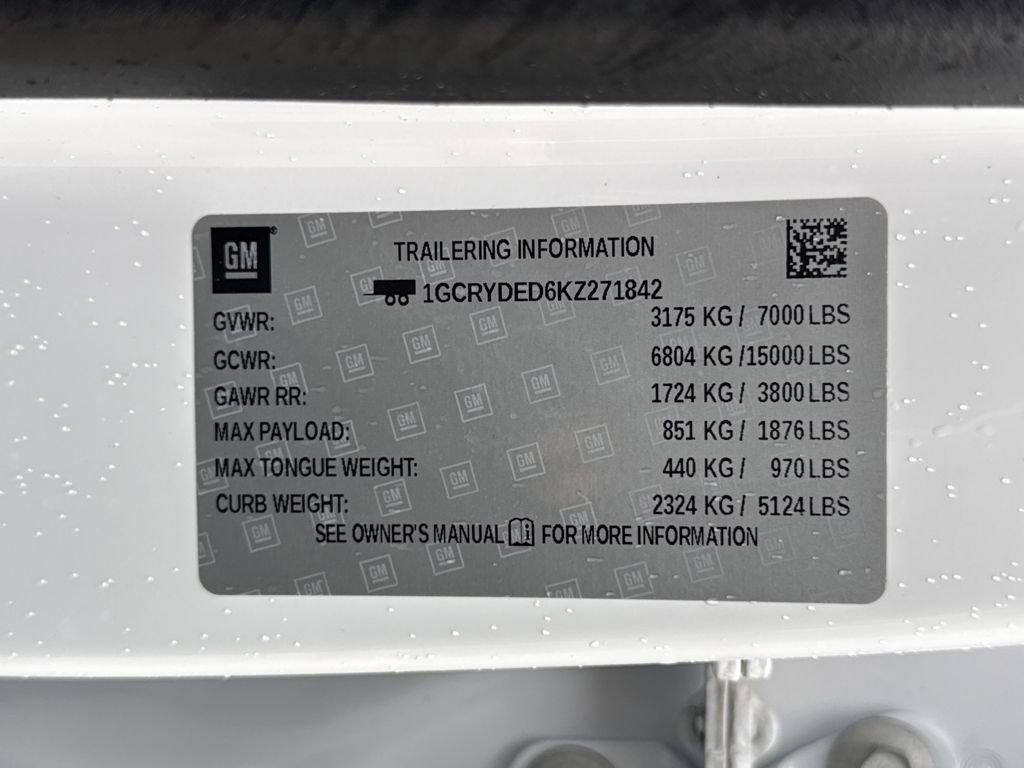 GM ®
TRAILERING INFORMATION
1GCRYDED6KZ271842
GVWR: 3175 KG / 7000 LBS
GCWR: 6804 KG /15000 LBS
GAWR RR: 1724 KG / 3800 LBS
MAX PAYLOAD: 851 KG / 1876 LBS
MAX TONGUE WEIGHT: 440 KG / 970 LBS
CURB WEIGHT: 2324 KG / 5124 LBS
SEE OWNER'S MANUAL FOR MORE INFORMATION